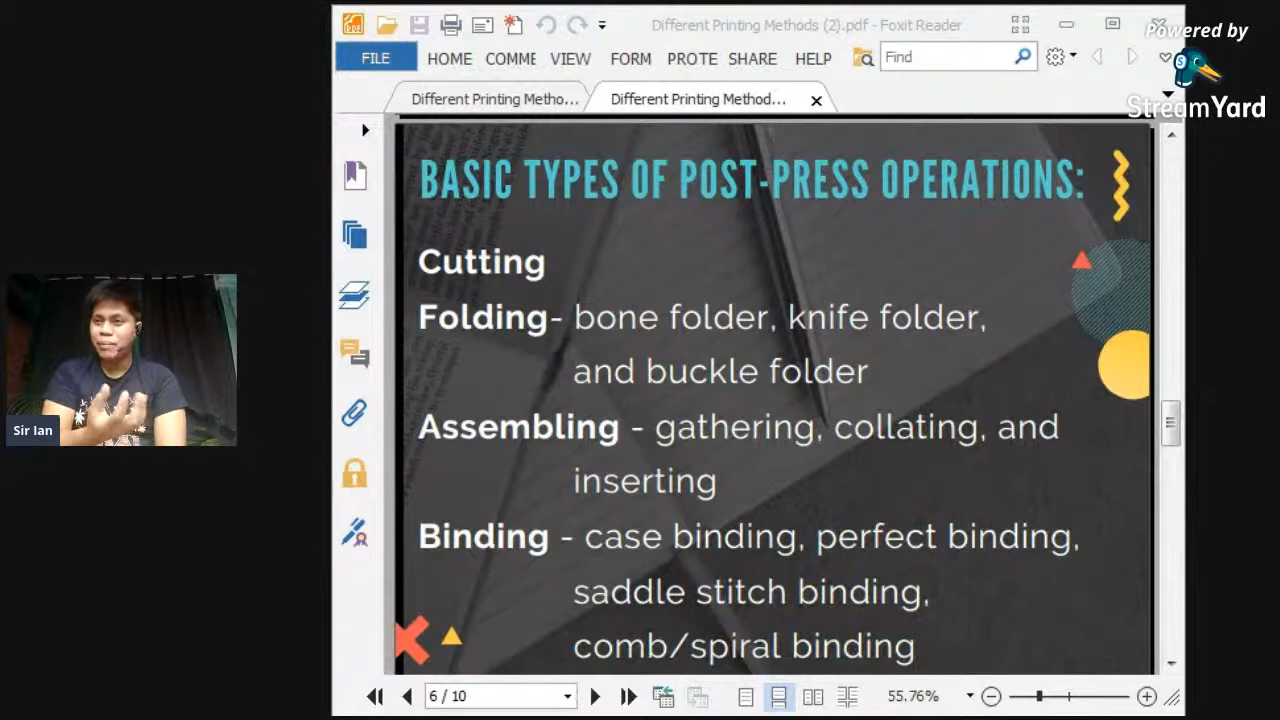 Different Printing Methods (2).pdf - Foxit Reader
Powered by
StreamYard
FILE HOME COMME VIEW FORM PROTE SHARE HELP Find
Different Printing Metho... Different Printing Method...
BASIC TYPES OF POST-PRESS OPERATIONS:
Cutting
Folding- bone folder, knife folder,
and buckle folder
Assembling - gathering, collating, and
inserting
Binding - case binding, perfect binding,
saddle stitch binding,
comb/spiral binding
Sir Ian
6 / 10 55.76%